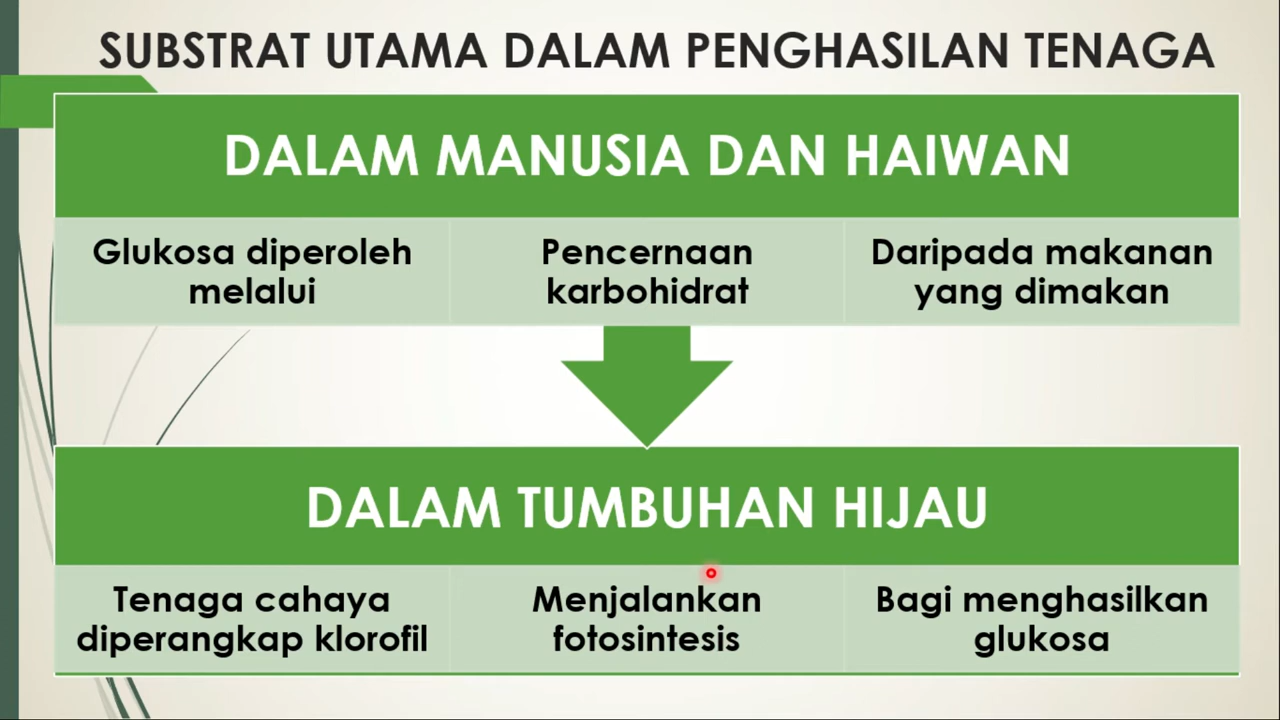 SUBSTRAT UTAMA DALAM PENGHASILAN TENAGA
DALAM MANUSIA DAN HAIWAN
Glukosa diperoleh
melalui
Pencernaan
karbohidrat
Daripada makanan
yang dimakan
DALAM TUMBUHAN HIJAU
Tenaga cahaya
diperangkap klorofil
Menjalankan
fotosintesis
Bagi menghasilkan
glukosa